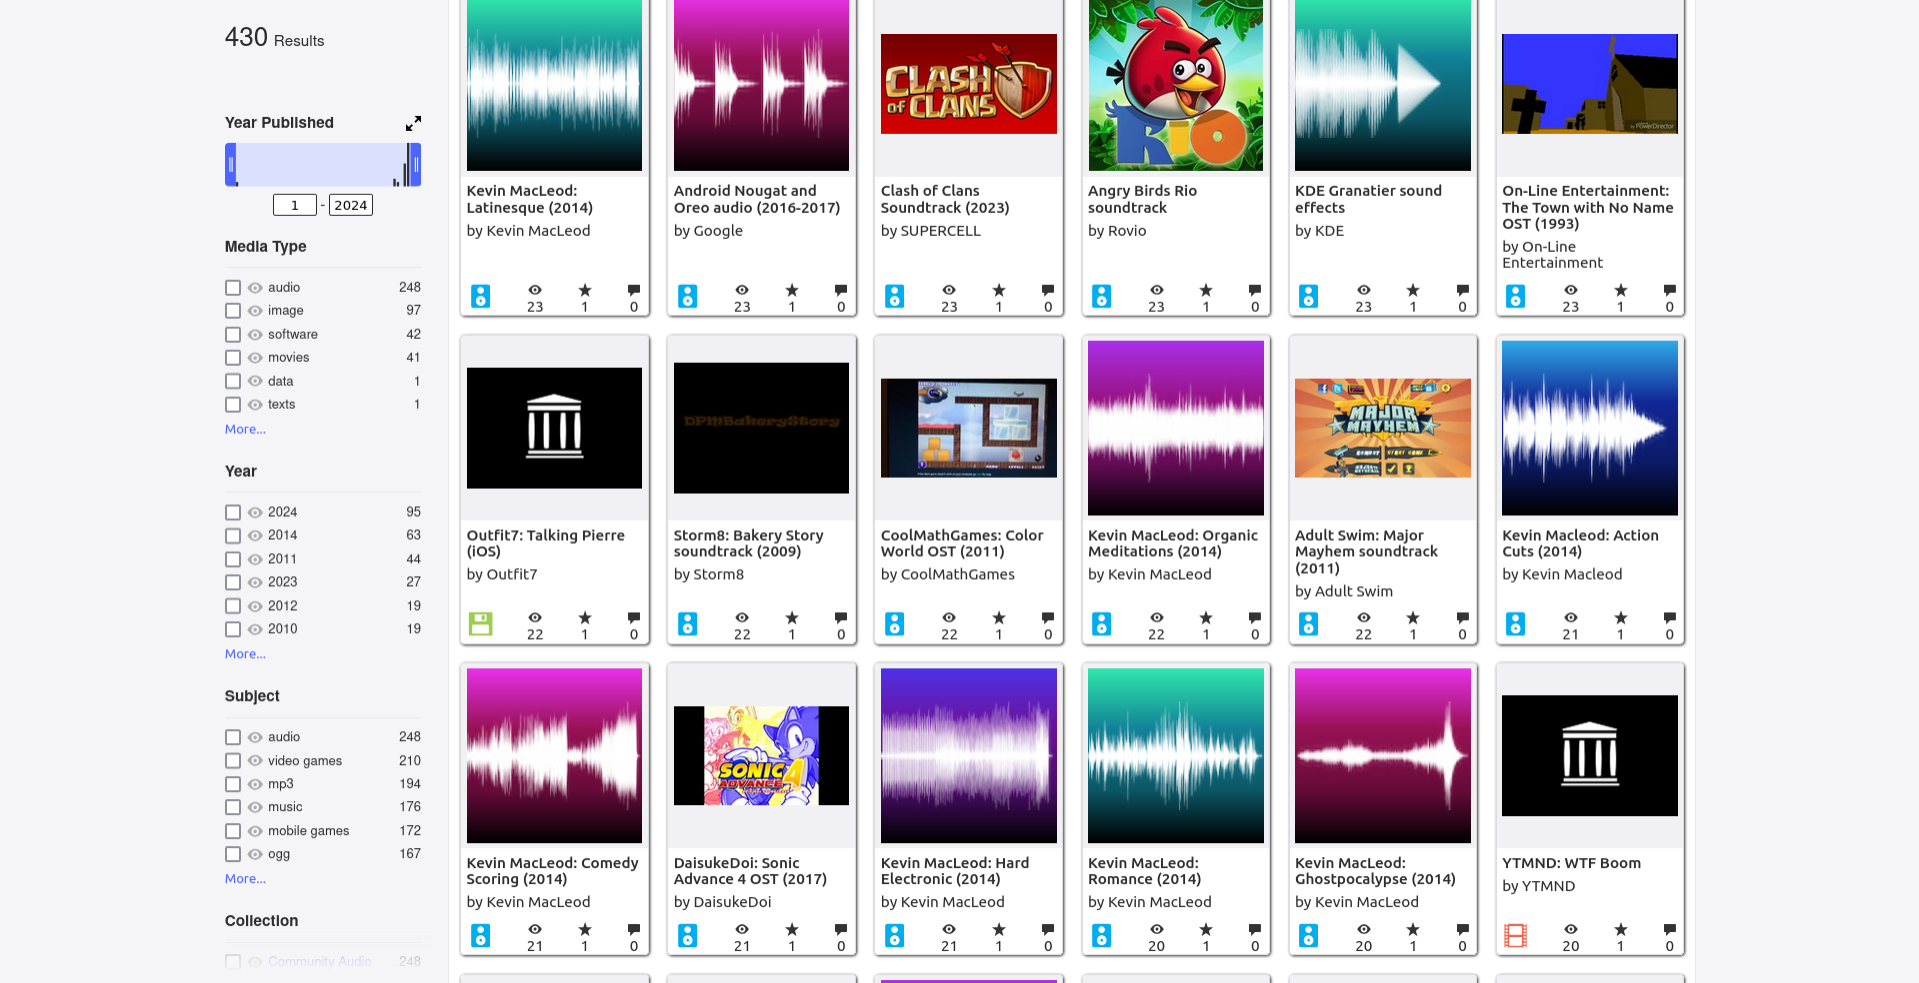 430 Results
Year Published
1 - 2024
Media Type
audio 248
image 97
software 42
movies 41
data 1
texts 1
More...
Year
2024 95
2014 63
2011 44
2023 27
2012 19
2010 19
More...
Subject
audio 248
video games 210
mp3 194
music 176
mobile games 172
ogg 167
More...
Collection
Community Audio 248
Kevin MacLeod:
Latinesque (2014)
by Kevin MacLeod
23 1 0
Android Nougat and
Oreo audio (2016-2017)
by Google
23 1 0
CLASH
of CLANS
Clash of Clans
Soundtrack (2023)
by SUPERCELL
23 1 0
RIO
Angry Birds Rio
soundtrack
by Rovio
23 1 0
KDE Granatier sound
effects
by KDE
23 1 0
PowerDirector
On-Line Entertainment:
The Town with No Name
OST (1993)
by On-Line
Entertainment
23 1 0
Outfit7: Talking Pierre
(iOS)
by Outfit7
22 1 0
DPMBakeryStory
Storm8: Bakery Story
soundtrack (2009)
by Storm8
22 1 0
CoolMathGames: Color
World OST (2011)
by CoolMathGames
22 1 0
Kevin MacLeod: Organic
Meditations (2014)
by Kevin MacLeod
22 1 0
MAJOR
MAYHEM
Adult Swim: Major
Mayhem soundtrack
(2011)
by Adult Swim
22 1 0
Kevin Macleod: Action
Cuts (2014)
by Kevin Macleod
21 1 0
Kevin MacLeod: Comedy
Scoring (2014)
by Kevin MacLeod
21 1 0
SONIC
ADVANCE 4
DaisukeDoi: Sonic
Advance 4 OST (2017)
by DaisukeDoi
21 1 0
Kevin MacLeod: Hard
Electronic (2014)
by Kevin MacLeod
21 1 0
Kevin MacLeod:
Romance (2014)
by Kevin MacLeod
20 1 0
Kevin MacLeod:
Ghostpocalypse (2014)
by Kevin MacLeod
20 1 0
YTMND: WTF Boom
by YTMND
20 1 0